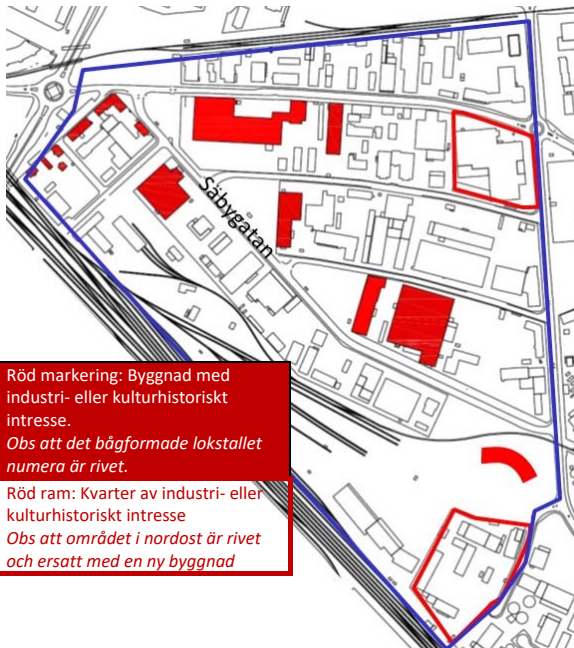 Säbygatan
Röd markering: Byggnad med
industri- eller kulturhistoriskt
intresse.
Obs att det bågformade lokstallet
numera är rivet.
Röd ram: Kvarter av industri- eller
kulturhistoriskt intresse
Obs att området i nordost är rivet
och ersatt med en ny byggnad